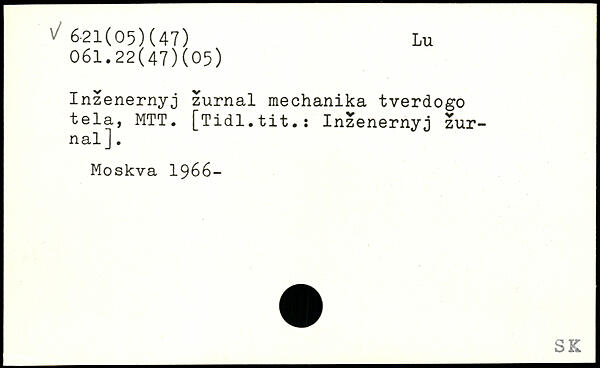 √ 621(05)(47) Lu
061.22(47)(05)
Inženernyj žurnal mechanika tverdogo
tela, MTT. [Tidl.tit.: Inženernyj žur-
nal].
Moskva 1966-
SK